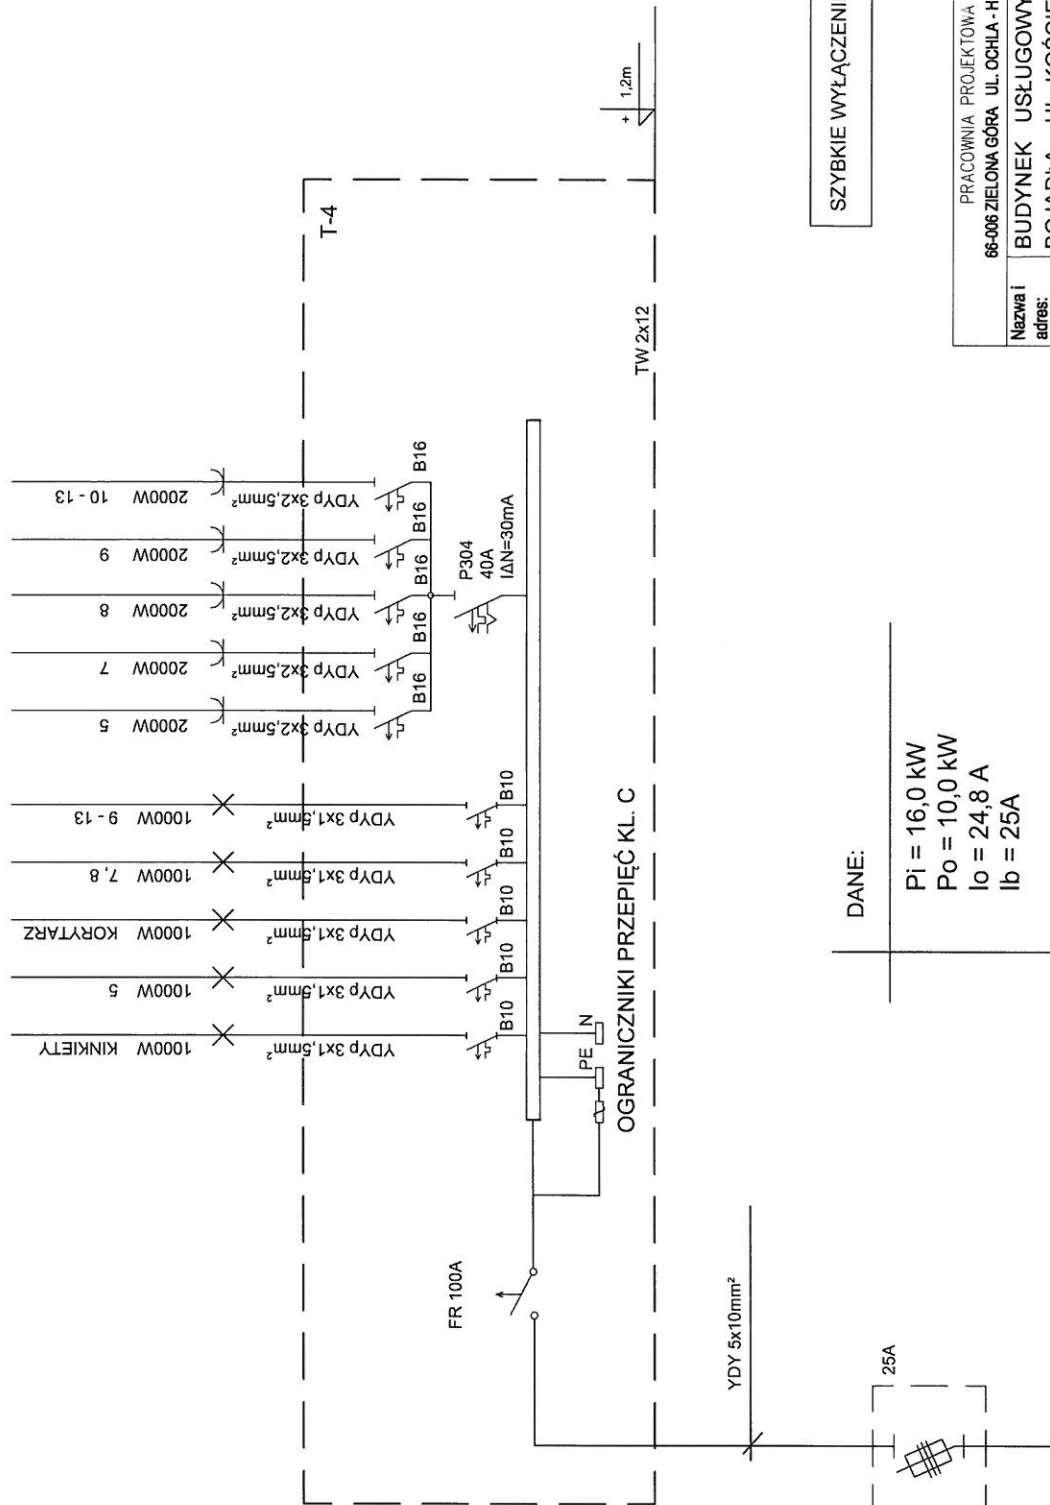 T-4
KINKIETY 1000W YDYp 3x1,5mm² B10
5 1000W YDYp 3x1,5mm² B10
KORYTARZ 1000W YDYp 3x1,5mm² B10
7, 8 1000W YDYp 3x1,5mm² B10
9 - 13 1000W YDYp 3x1,5mm² B10
5 2000W YDYp 3x2,5mm² B16
7 2000W YDYp 3x2,5mm² B16
8 2000W YDYp 3x2,5mm² B16
9 2000W YDYp 3x2,5mm² B16
10 - 13 2000W YDYp 3x2,5mm² B16
P304
40A
IΔN=30mA
FR 100A
PE
N
OGRANICZNIKI PRZEPIĘĆ KL. C
TW 2x12
+ 1,2m
YDY 5x10mm²
25A
DANE:
Pi = 16,0 kW
Po = 10,0 kW
Io = 24,8 A
Ib = 25A
SZYBKIE WYŁĄCZENI
PRACOWNIA PROJEKTOWA
66-006 ZIELONA GÓRA UL. OCHLA - H
Nazwa i
adres:
BUDYNEK USŁUGOWY